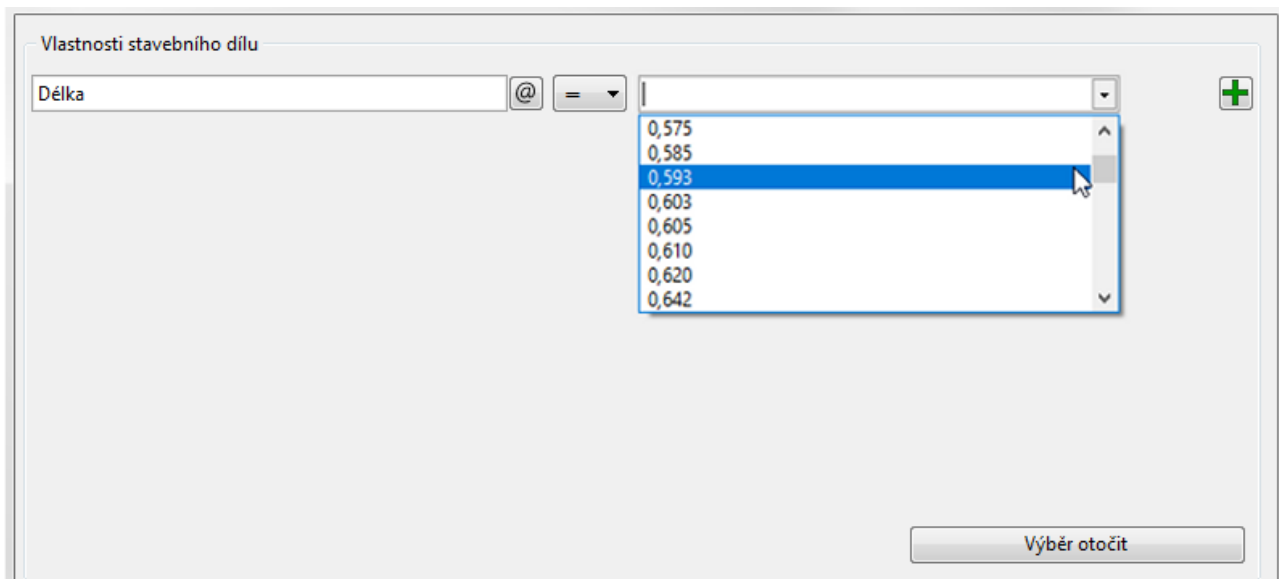 Vlastnosti stavebního dílu
Délka @ =
0,575
0,585
0,593
0,603
0,605
0,610
0,620
0,642
Výběr otočit